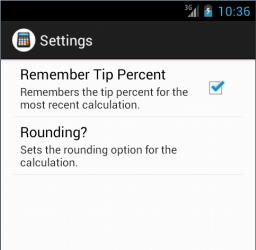 3G 10:36
Settings
Remember Tip Percent
Remembers the tip percent for the
most recent calculation.
Rounding?
Sets the rounding option for the
calculation.